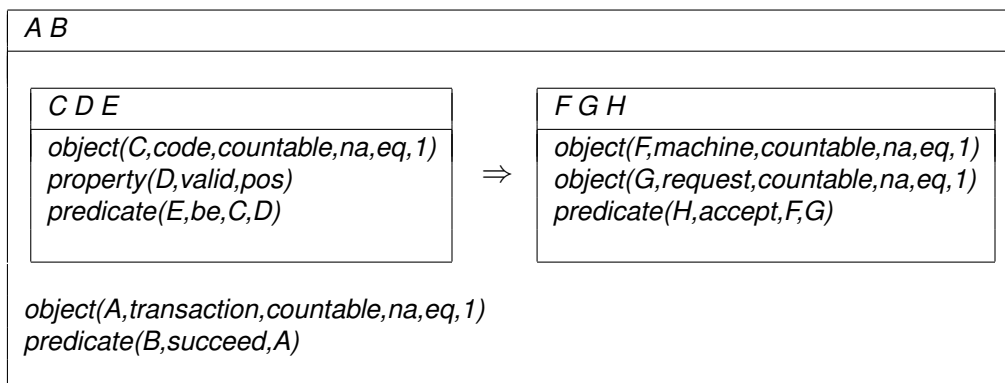 A B
C D E
object(C,code,countable,na,eq,1)
property(D,valid,pos)
predicate(E,be,C,D)
⇒
F G H
object(F,machine,countable,na,eq,1)
object(G,request,countable,na,eq,1)
predicate(H,accept,F,G)
object(A,transaction,countable,na,eq,1)
predicate(B,succeed,A)